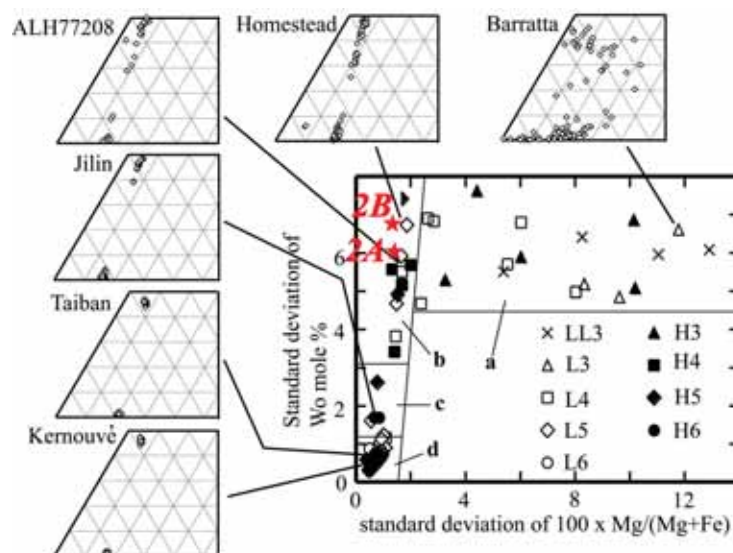 ALH77208
Homestead
Barratta
Jilin
Taiban
Kernouvé
2B
2A
Standard deviation of
Wo mole %
6
4
2
0
a
b
c
d
LL3
L3
L4
L5
L6
H3
H4
H5
H6
0
4
8
12
standard deviation of 100 x Mg/(Mg+Fe)